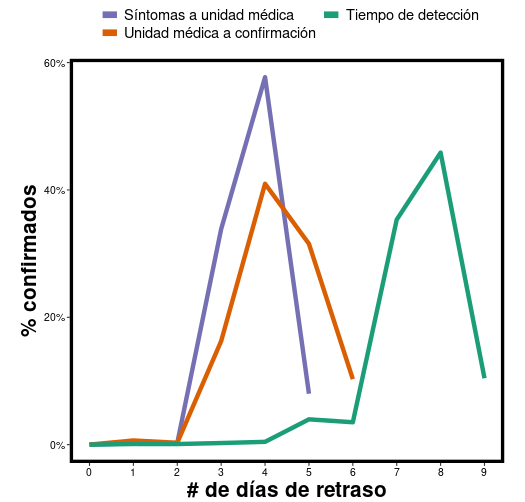 Síntomas a unidad médica
Tiempo de detección
Unidad médica a confirmación
60%
40%
20%
0%
% confirmados
0 1 2 3 4 5 6 7 8 9
# de días de retraso